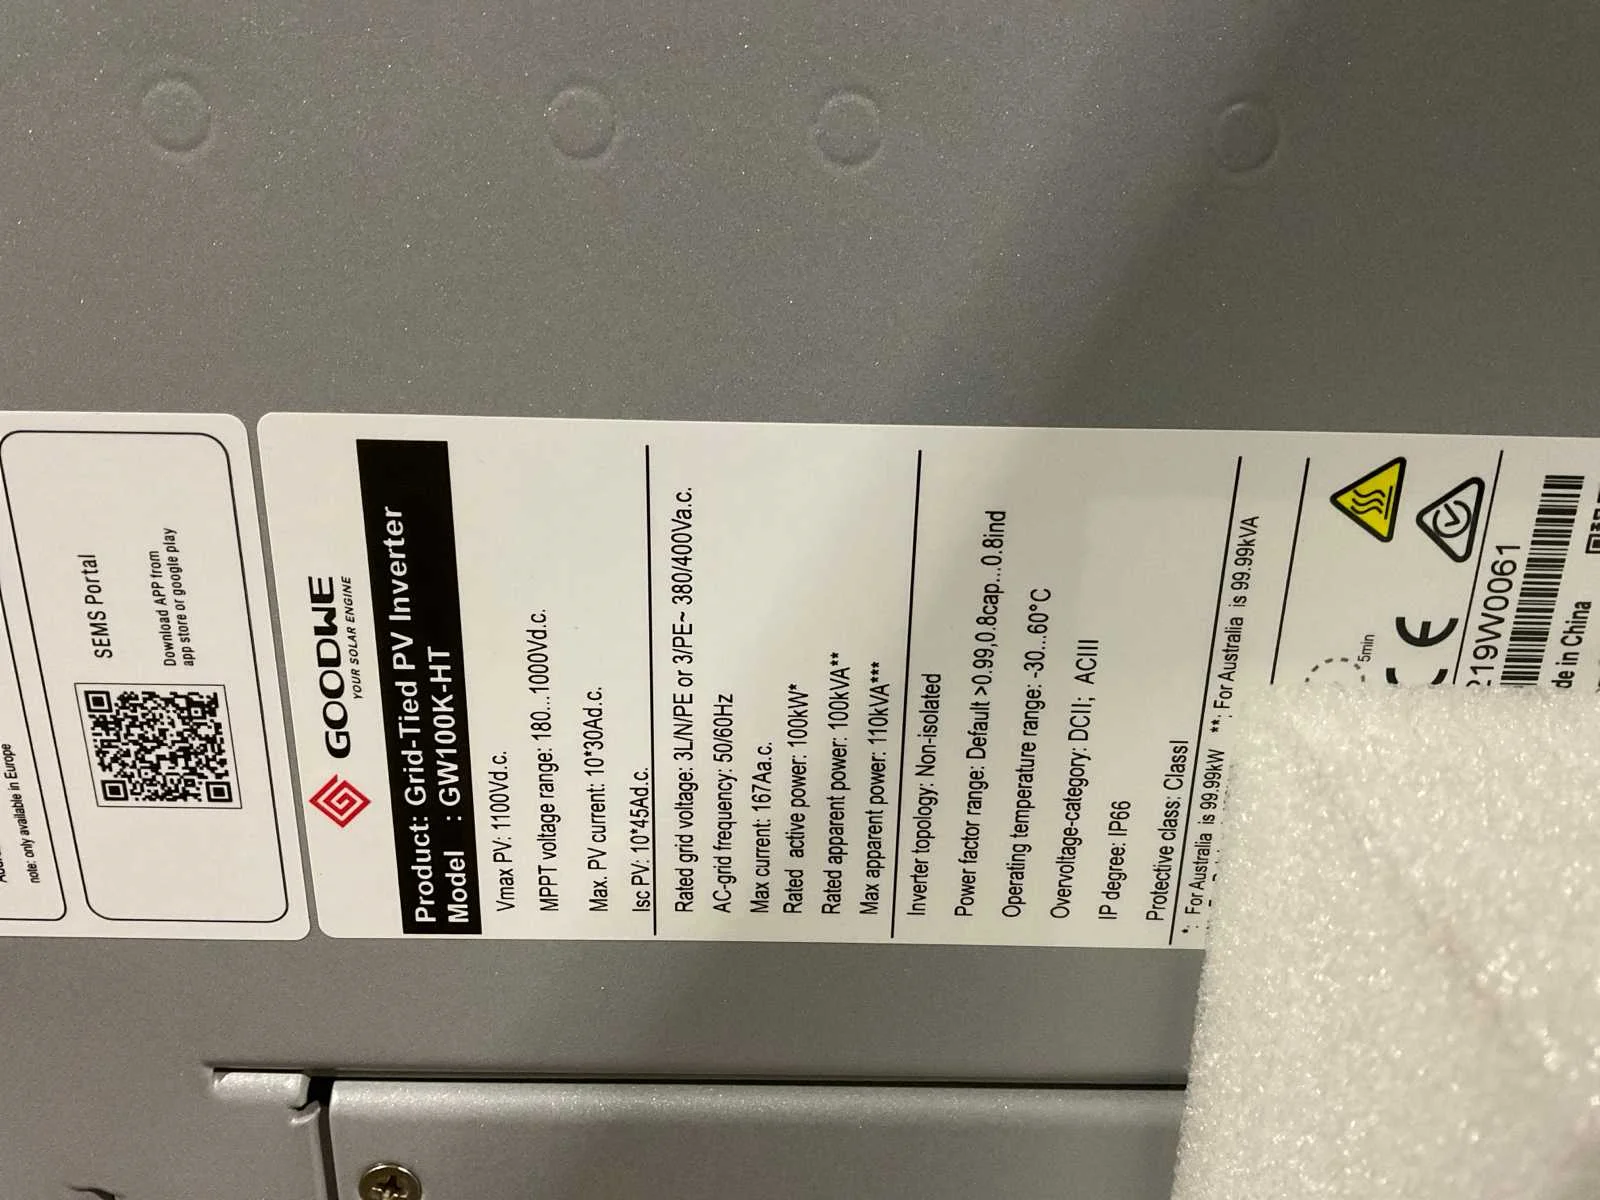 note: only available in Europe
SEMS Portal
Download APP from
app store or google play
GOODWE
YOUR SOLAR ENGINE
Product: Grid-Tied PV Inverter
Model : GW100K-HT
Vmax PV: 1100Vd.c.
MPPT voltage range: 180...1000Vd.c.
Max. PV current: 10*30Ad.c.
Isc PV: 10*45Ad.c.
Rated grid voltage: 3L/N/PE or 3/PE~ 380/400Va.c.
AC-grid frequency: 50/60Hz
Max current: 167Aa.c.
Rated active power: 100kW*
Rated apparent power: 100kVA**
Max apparent power: 110kVA***
Inverter topology: Non-isolated
Power factor range: Default >0.99,0.8cap...0.8ind
Operating temperature range: -30...60°C
Overvoltage-category: DCII; ACIII
IP degree: IP66
Protective class: ClassI
*: For Australia is 99.99kW **: For Australia is 99.99kVA
5min
CE
219W0061
de in China